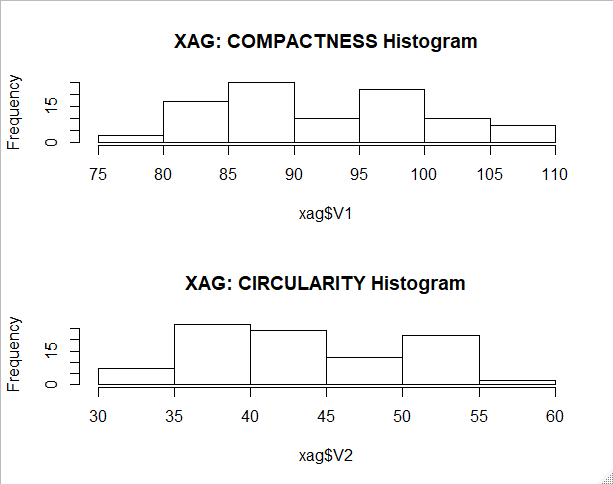 XAG: COMPACTNESS Histogram
Frequency
15
0
75 80 85 90 95 100 105 110
xag$V1
XAG: CIRCULARITY Histogram
Frequency
15
0
30 35 40 45 50 55 60
xag$V2